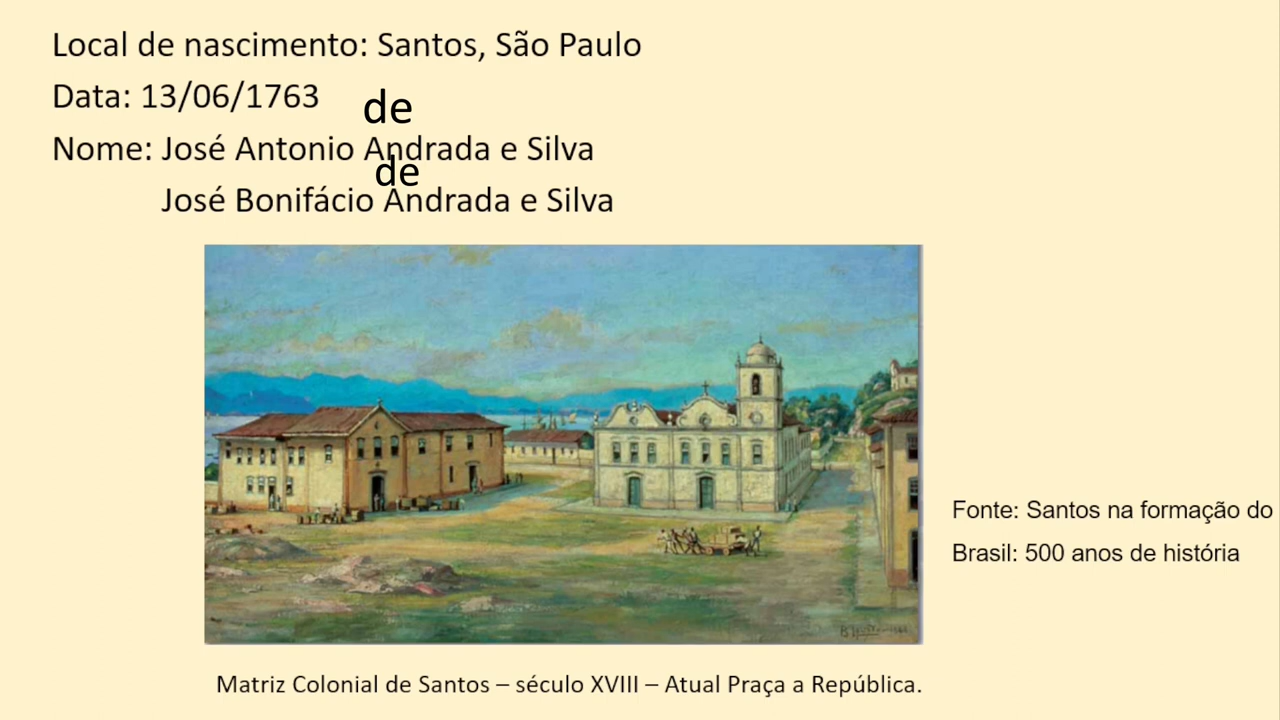 Local de nascimento: Santos, São Paulo
Data: 13/06/1763
de
Nome: José Antonio Andrada e Silva
de
José Bonifácio Andrada e Silva
Fonte: Santos na formação do
Brasil: 500 anos de história
Matriz Colonial de Santos – século XVIII – Atual Praça a República.